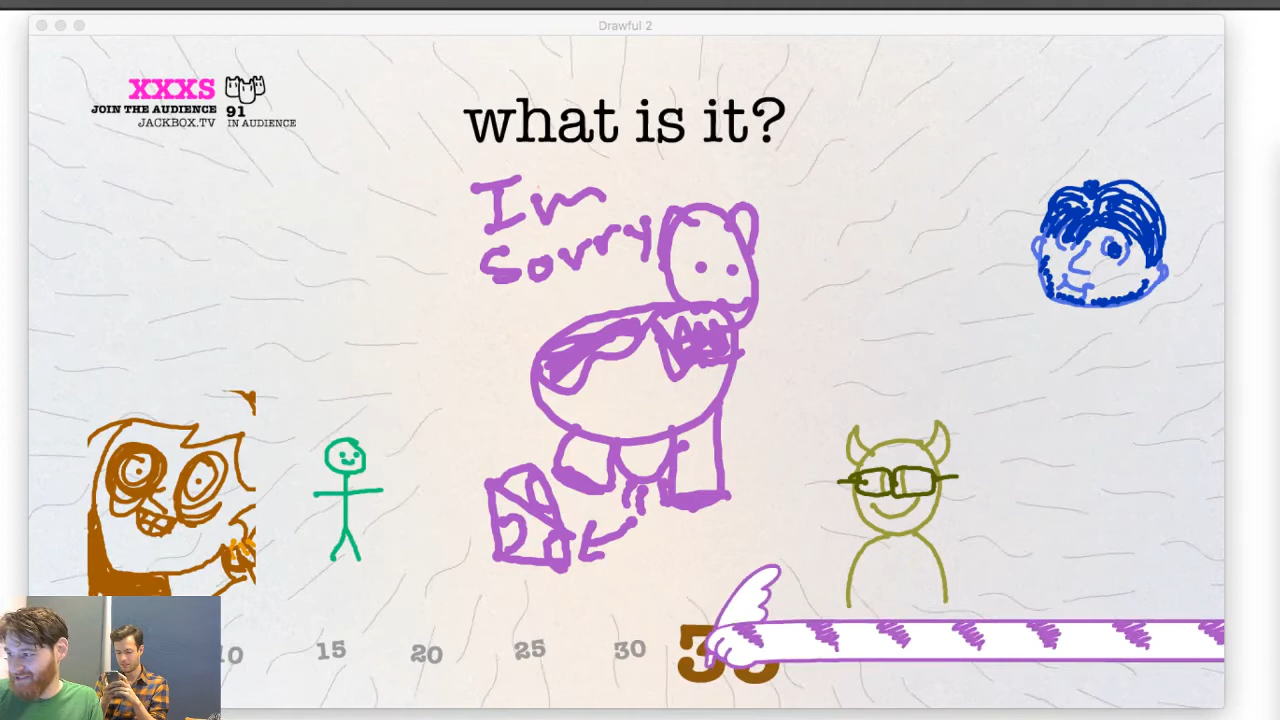 Drawful 2
XXXS
JOIN THE AUDIENCE
JACKBOX.TV
91
IN AUDIENCE
what is it?
Im
Sorry
10 15 20 25 30